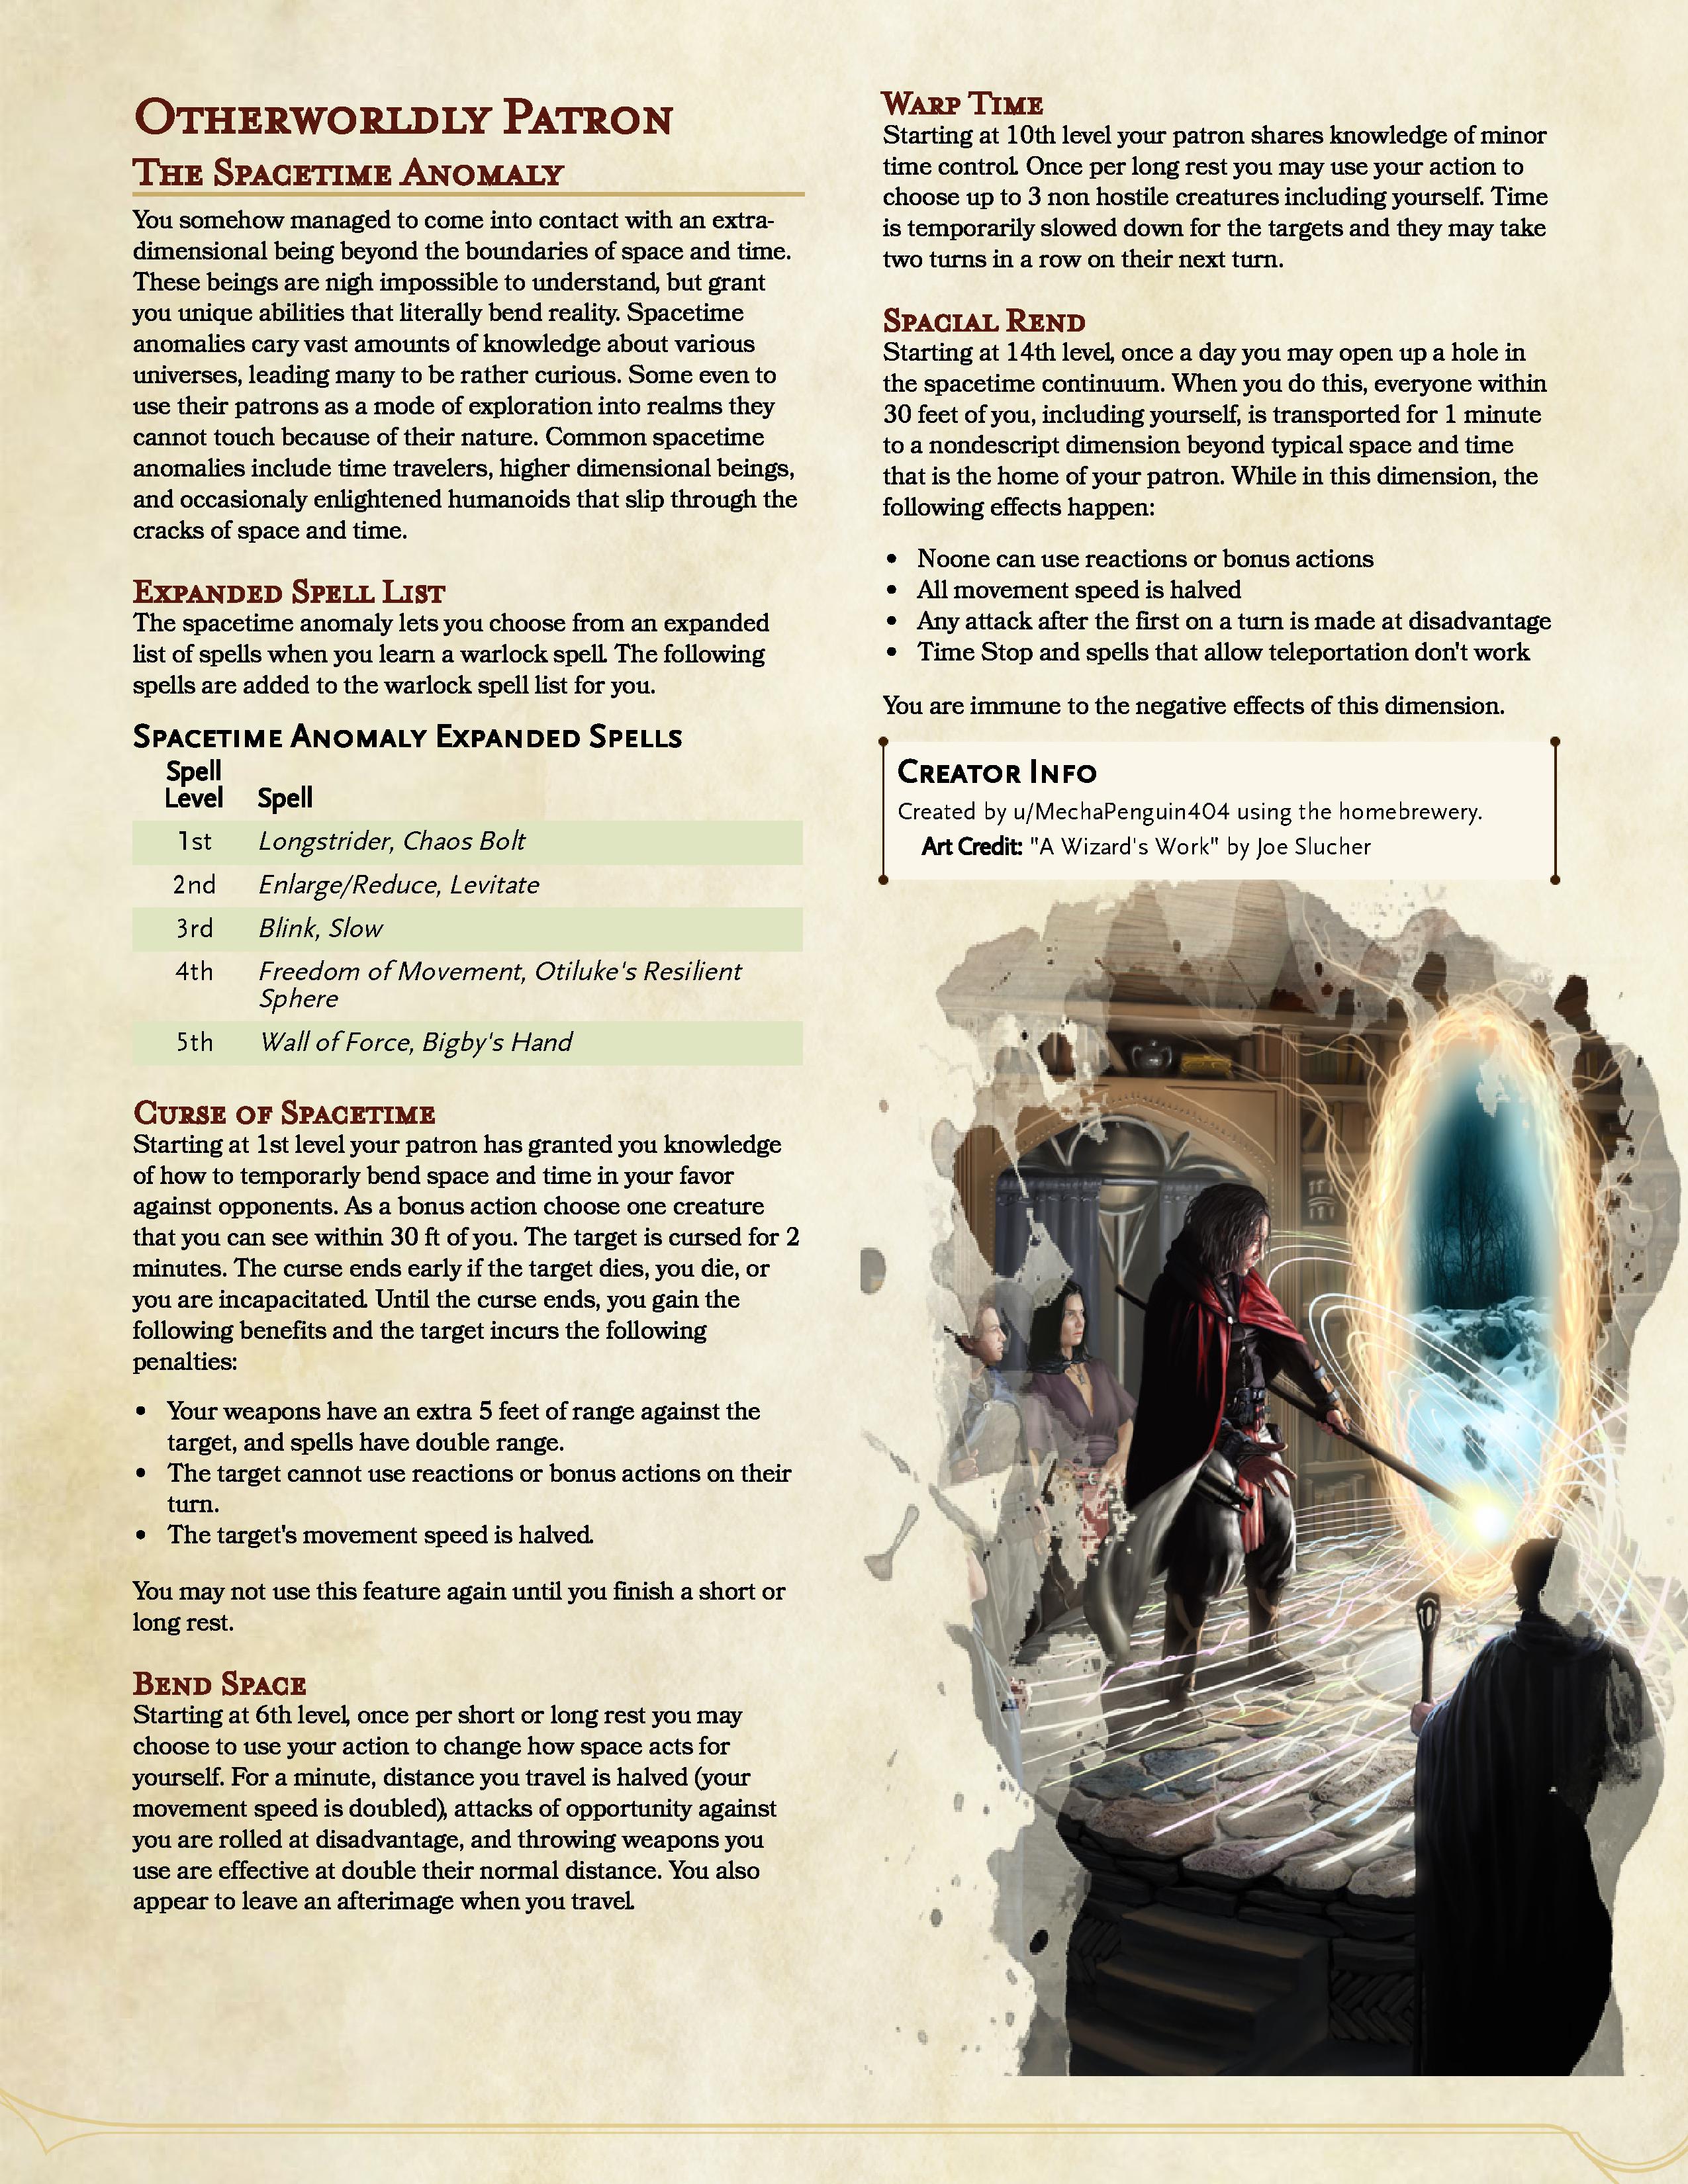 Otherworldly Patron
The Spacetime Anomaly
You somehow managed to come into contact with an extra-
dimensional being beyond the boundaries of space and time.
These beings are nigh impossible to understand, but grant
you unique abilities that literally bend reality. Spacetime
anomalies cary vast amounts of knowledge about various
universes, leading many to be rather curious. Some even to
use their patrons as a mode of exploration into realms they
cannot touch because of their nature. Common spacetime
anomalies include time travelers, higher dimensional beings,
and occasionaly enlightened humanoids that slip through the
cracks of space and time.
Expanded Spell List
The spacetime anomaly lets you choose from an expanded
list of spells when you learn a warlock spell. The following
spells are added to the warlock spell list for you.
Spacetime Anomaly Expanded Spells
Spell
Level Spell
1st Longstrider, Chaos Bolt
2nd Enlarge/Reduce, Levitate
3rd Blink, Slow
4th Freedom of Movement, Otiluke's Resilient
Sphere
5th Wall of Force, Bigby's Hand
Curse of Spacetime
Starting at 1st level your patron has granted you knowledge
of how to temporarly bend space and time in your favor
against opponents. As a bonus action choose one creature
that you can see within 30 ft of you. The target is cursed for 2
minutes. The curse ends early if the target dies, you die, or
you are incapacitated. Until the curse ends, you gain the
following benefits and the target incurs the following
penalties:
• Your weapons have an extra 5 feet of range against the
target, and spells have double range.
• The target cannot use reactions or bonus actions on their
turn.
• The target's movement speed is halved.
You may not use this feature again until you finish a short or
long rest.
Bend Space
Starting at 6th level, once per short or long rest you may
choose to use your action to change how space acts for
yourself. For a minute, distance you travel is halved (your
movement speed is doubled), attacks of opportunity against
you are rolled at disadvantage, and throwing weapons you
use are effective at double their normal distance. You also
appear to leave an afterimage when you travel.
Warp Time
Starting at 10th level your patron shares knowledge of minor
time control. Once per long rest you may use your action to
choose up to 3 non hostile creatures including yourself. Time
is temporarily slowed down for the targets and they may take
two turns in a row on their next turn.
Spacial Rend
Starting at 14th level, once a day you may open up a hole in
the spacetime continuum. When you do this, everyone within
30 feet of you, including yourself, is transported for 1 minute
to a nondescript dimension beyond typical space and time
that is the home of your patron. While in this dimension, the
following effects happen:
• Noone can use reactions or bonus actions
• All movement speed is halved
• Any attack after the first on a turn is made at disadvantage
• Time Stop and spells that allow teleportation don't work
You are immune to the negative effects of this dimension.
Creator Info
Created by u/MechaPenguin404 using the homebrewery.
Art Credit: "A Wizard's Work" by Joe Slucher